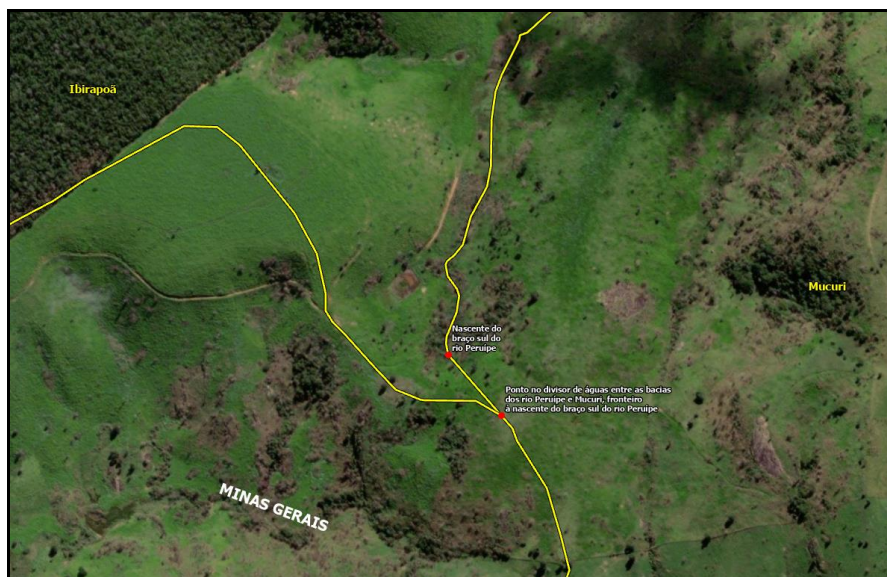 Ibirapoã
Mucuri
Nascente do
braço sul do
rio Peruípe
Ponto no divisor de águas entre as bacias
dos rio Peruípe e Mucuri, fronteiro
a nascente do braço sul do rio Peruípe
MINAS GERAIS